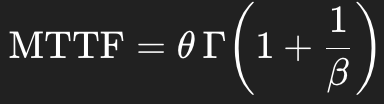 MTTF = θ Γ(1 + 1/β)